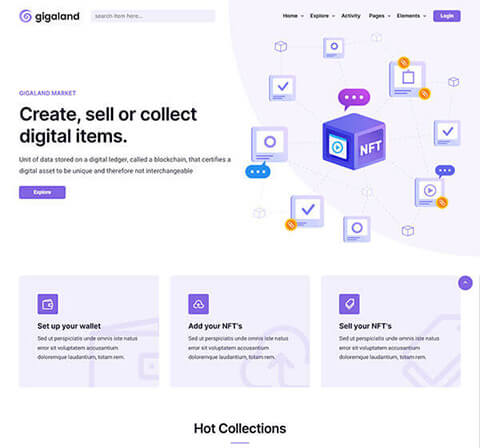 gigaland
search item here...
Home Explore Activity Pages Elements Login
GIGALAND MARKET
Create, sell or collect
digital items.
Unit of data stored on a digital ledger, called a blockchain, that certifies a
digital asset to be unique and therefore not interchangeable
Explore
NFT
Set up your wallet
Sed ut perspiciatis unde omnis iste natus
error sit voluptatem accusantium
doloremque laudantium, totam rem.
Add your NFT's
Sed ut perspiciatis unde omnis iste natus
error sit voluptatem accusantium
doloremque laudantium, totam rem.
Sell your NFT's
Sed ut perspiciatis unde omnis iste natus
error sit voluptatem accusantium
doloremque laudantium, totam rem.
Hot Collections